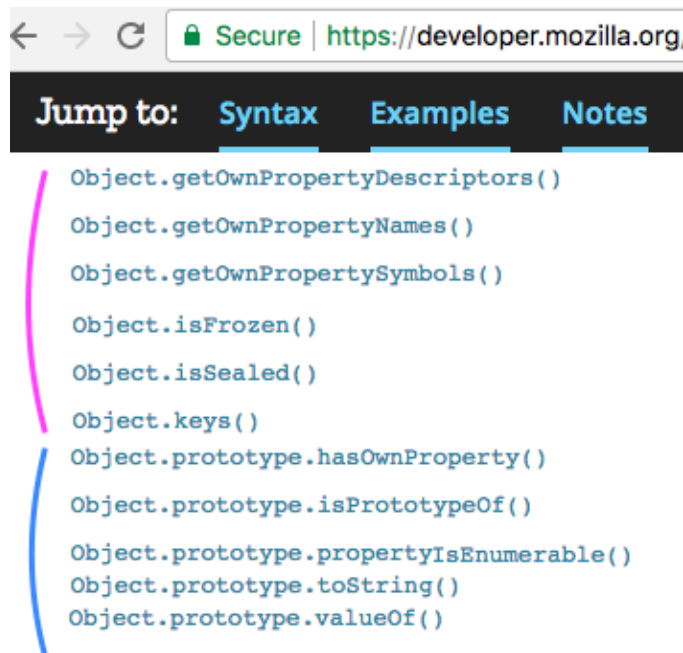 Secure | https://developer.mozilla.org
Jump to: Syntax Examples Notes
Object.getOwnPropertyDescriptors()
Object.getOwnPropertyNames()
Object.getOwnPropertySymbols()
Object.isFrozen()
Object.isSealed()
Object.keys()
Object.prototype.hasOwnProperty()
Object.prototype.isPrototypeOf()
Object.prototype.propertyIsEnumerable()
Object.prototype.toString()
Object.prototype.valueOf()